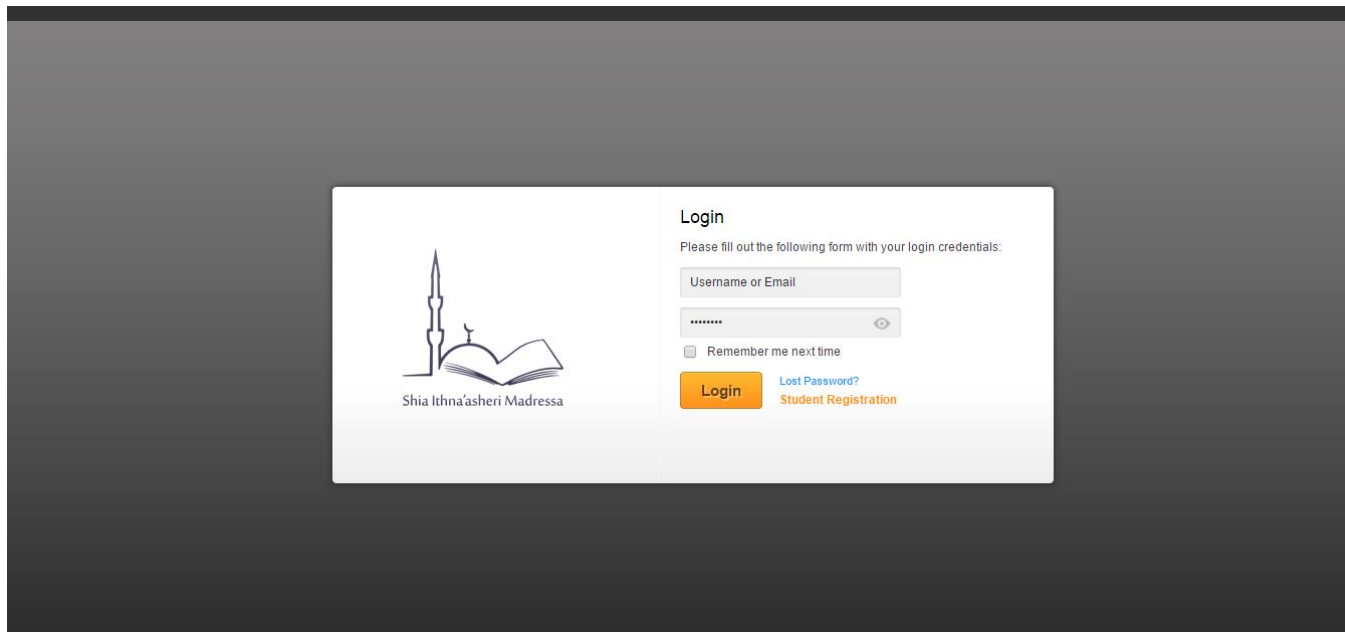 Shia Ithna'asheri Madressa
Login
Please fill out the following form with your login credentials:
Username or Email
••••••••
Remember me next time
Login
Lost Password?
Student Registration